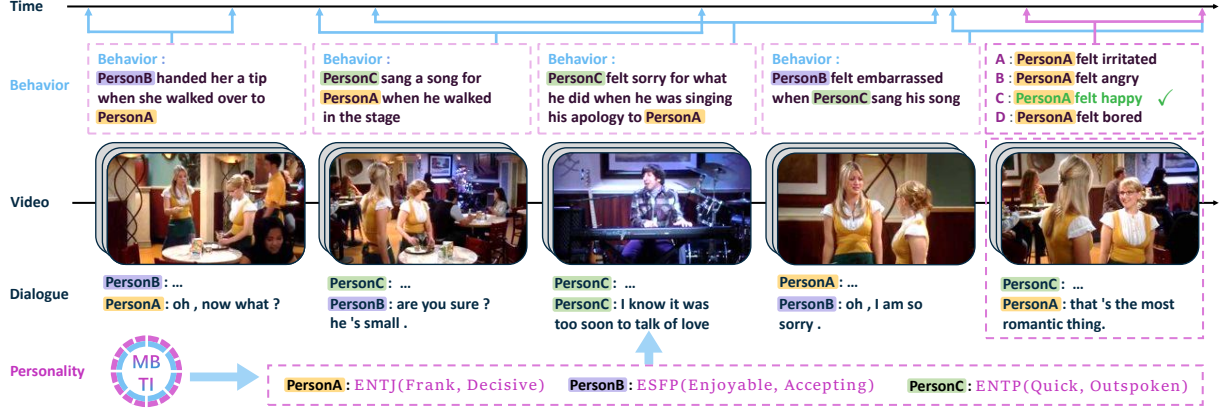 Time
Behavior
Behavior :
PersonB handed her a tip
when she walked over to
PersonA
Behavior :
PersonC sang a song for
PersonA when he walked
in the stage
Behavior :
PersonC felt sorry for what
he did when he was singing
his apology to PersonA
Behavior :
PersonB felt embarrassed
when PersonC sang his song
A : PersonA felt irritated
B : PersonA felt angry
C : PersonA felt happy ✓
D : PersonA felt bored
Video
Dialogue
PersonB : ...
PersonA : oh , now what ?
PersonC : ...
PersonB : are you sure ?
he 's small .
PersonC : ...
PersonC : I know it was
too soon to talk of love
PersonA : ...
PersonB : oh , I am so
sorry .
PersonC : ...
PersonA : that 's the most
romantic thing.
Personality
MB
TI
PersonA : ENTJ(Frank, Decisive) PersonB : ESFP(Enjoyable, Accepting) PersonC : ENTP(Quick, Outspoken)